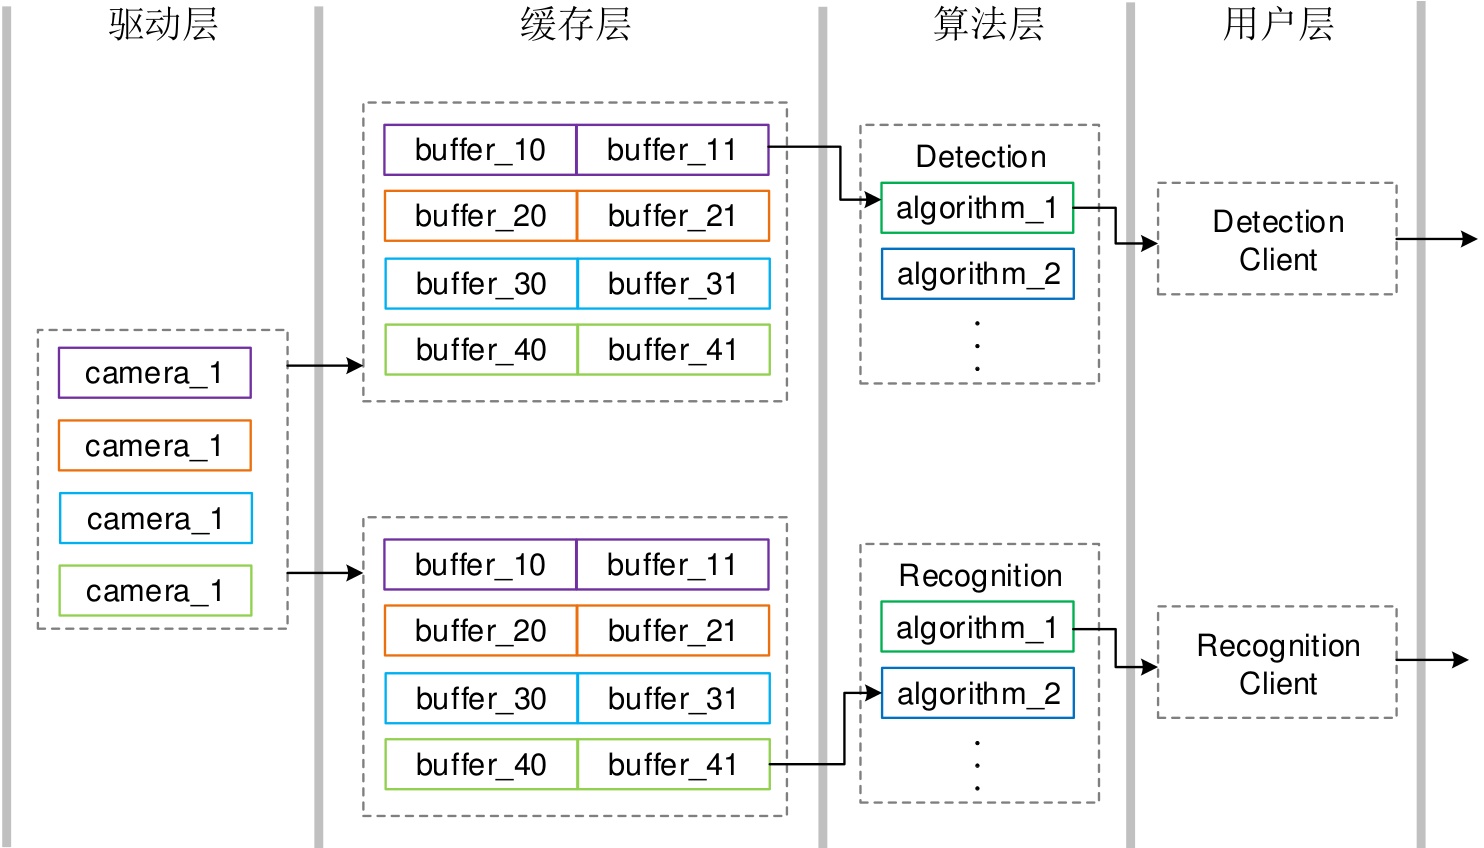 驱动层
缓存层
算法层
用户层
camera_1
camera_1
camera_1
camera_1
buffer_10 buffer_11
buffer_20 buffer_21
buffer_30 buffer_31
buffer_40 buffer_41
buffer_10 buffer_11
buffer_20 buffer_21
buffer_30 buffer_31
buffer_40 buffer_41
Detection
algorithm_1
algorithm_2
Recognition
algorithm_1
algorithm_2
Detection
Client
Recognition
Client